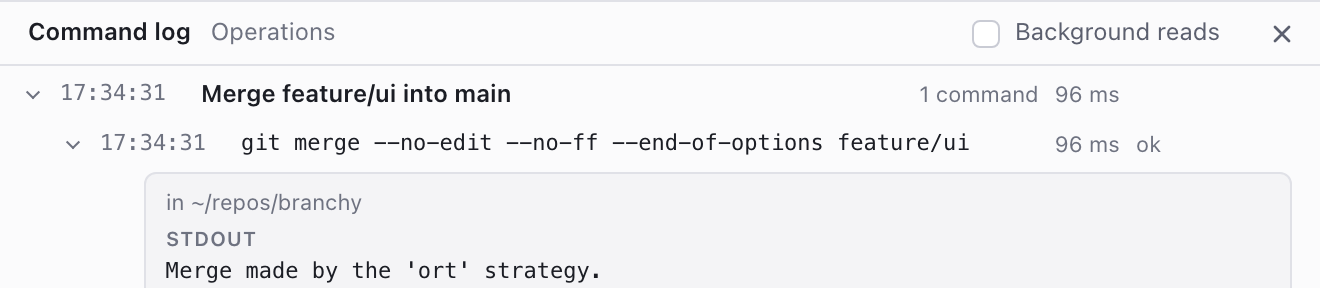 Command log Operations Background reads
17:34:31 Merge feature/ui into main 1 command 96 ms
17:34:31 git merge --no-edit --no-ff --end-of-options feature/ui 96 ms ok
in ~/repos/branchy
STDOUT
Merge made by the 'ort' strategy.